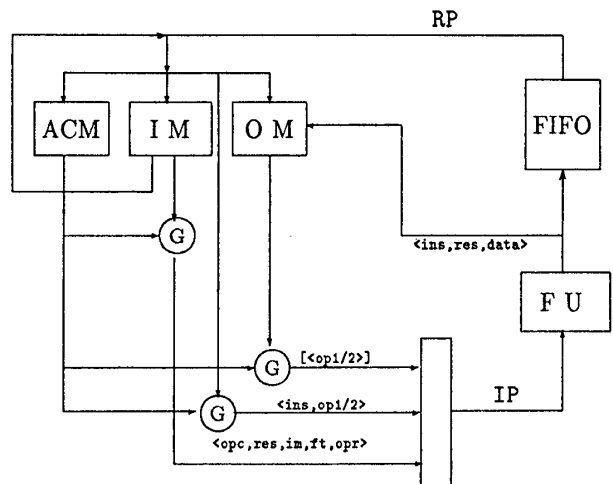 RP
ACM
I M
O M
FIFO
G
<ins,res,data>
F U
[<op1/2>]
G
IP
<ins,op1/2>
G
<opc,res,im,ft,opr>